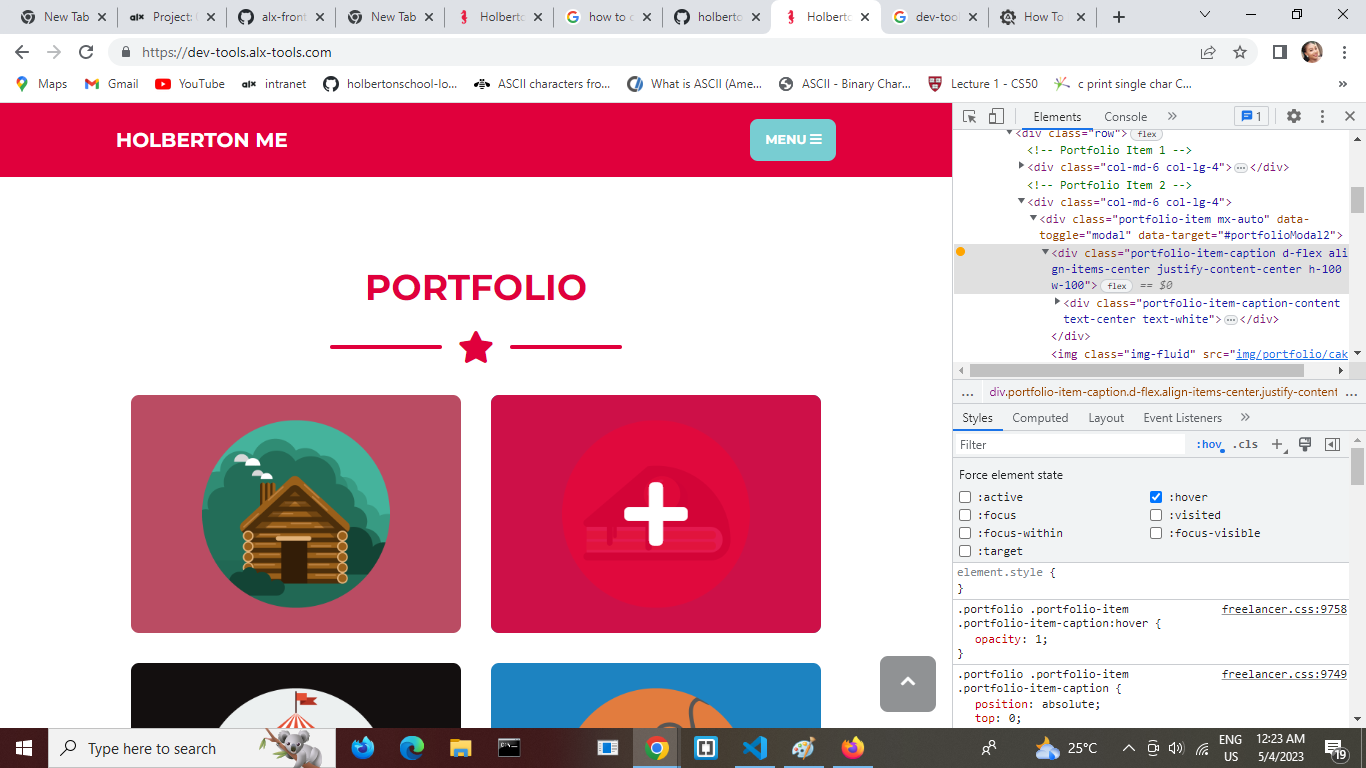 New Tab
Project:
alx-front
New Tab
Holberto
how to c
holberto
Holberto
dev-tool
How To
https://dev-tools.alx-tools.com
Maps
Gmail
YouTube
alx intranet
holbertonschool-lo...
ASCII characters fro...
What is ASCII (Ame...
ASCII - Binary Char...
Lecture 1 - CS50
c print single char C...
»
HOLBERTON ME
MENU
PORTFOLIO
Elements
Console
»
1
<div class="row"> flex
<!-- Portfolio Item 1 -->
<div class="col-md-6 col-lg-4"> ⋯ </div>
<!-- Portfolio Item 2 -->
<div class="col-md-6 col-lg-4">
<div class="portfolio-item mx-auto" data-
toggle="modal" data-target="#portfolioModal2">
<div class="portfolio-item-caption d-flex ali
gn-items-center justify-content-center h-100
w-100"> flex == $0
<div class="portfolio-item-caption-content
text-center text-white"> ⋯ </div>
</div>
<img class="img-fluid" src="img/portfolio/cak
... div.portfolio-item-caption.d-flex.align-items-center.justify-content ...
Styles
Computed
Layout
Event Listeners
»
Filter
:hov
.cls
Force element state
:active
:hover
:focus
:visited
:focus-within
:focus-visible
:target
element.style {
}
.portfolio .portfolio-item freelancer.css:9758
.portfolio-item-caption:hover {
opacity: 1;
}
.portfolio .portfolio-item freelancer.css:9749
.portfolio-item-caption {
position: absolute;
top: 0;
Type here to search
25°C
ENG
US
12:23 AM
5/4/2023
19